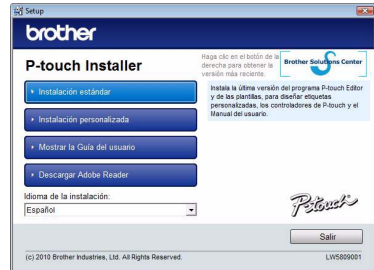 Setup
brother
P-touch Installer
Haga clic en el botón de la
derecha para obtener la
versión más reciente.
Brother Solutions Center
Instalación estándar
Instala la última versión del programa P-touch Editor
y de las plantillas, para diseñar etiquetas
personalizadas, los controladores de P-touch y el
Manual del usuario.
Instalación personalizada
Mostrar la Guía del usuario
Descargar Adobe Reader
Idioma de la instalación:
Español
P-touch
Salir
(c) 2010 Brother Industries, Ltd. All Rights Reserved.
LW5809001